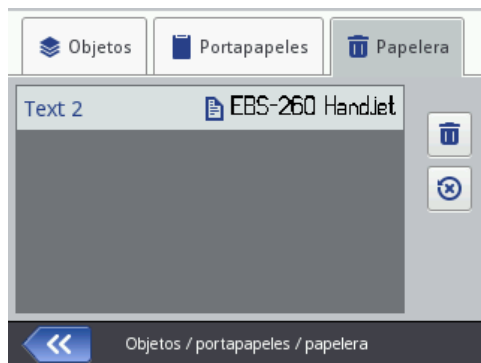 Objetos Portapapeles Papelera
Text 2 EBS-260 HandJet
Objetos / portapapeles / papelera